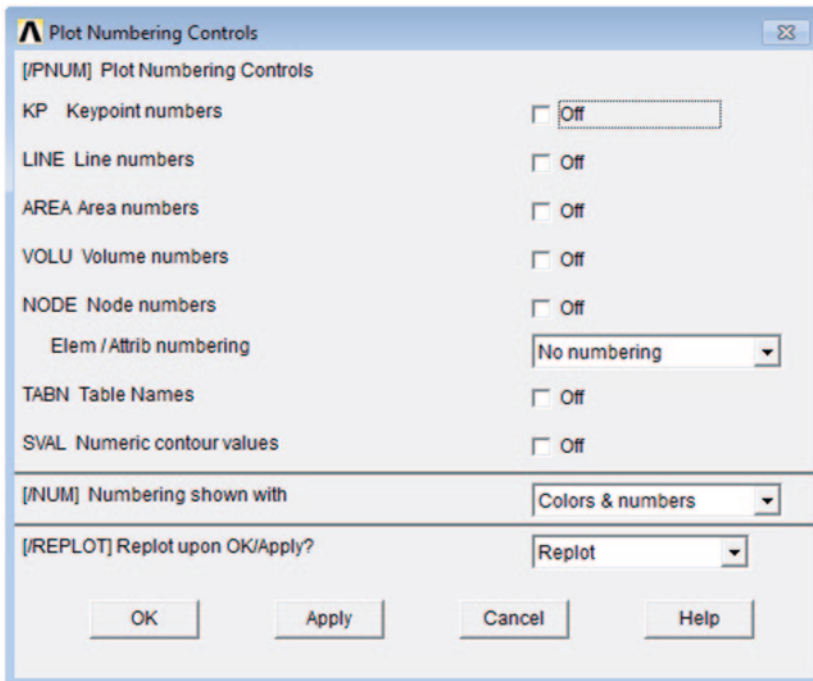 Plot Numbering Controls
[/PNUM] Plot Numbering Controls
KP Keypoint numbers Off
LINE Line numbers Off
AREA Area numbers Off
VOLU Volume numbers Off
NODE Node numbers Off
Elem / Attrib numbering No numbering
TABN Table Names Off
SVAL Numeric contour values Off
[/NUM] Numbering shown with Colors & numbers
[/REPLOT] Replot upon OK/Apply? Replot
OK Apply Cancel Help